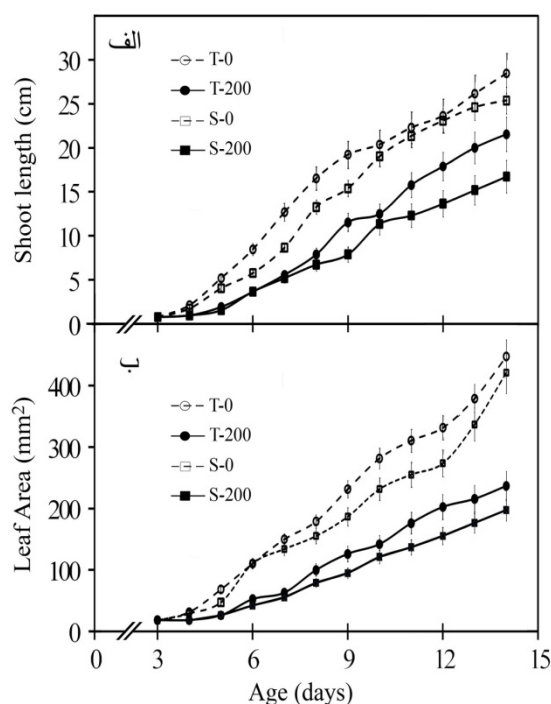 الف
T-0
T-200
S-0
S-200
Shoot length (cm)
30
25
20
15
10
5
0
T-0
T-200
S-0
S-200
Leaf Area (mm²)
400
300
200
100
0
0 3 6 9 12 15
Age (days)